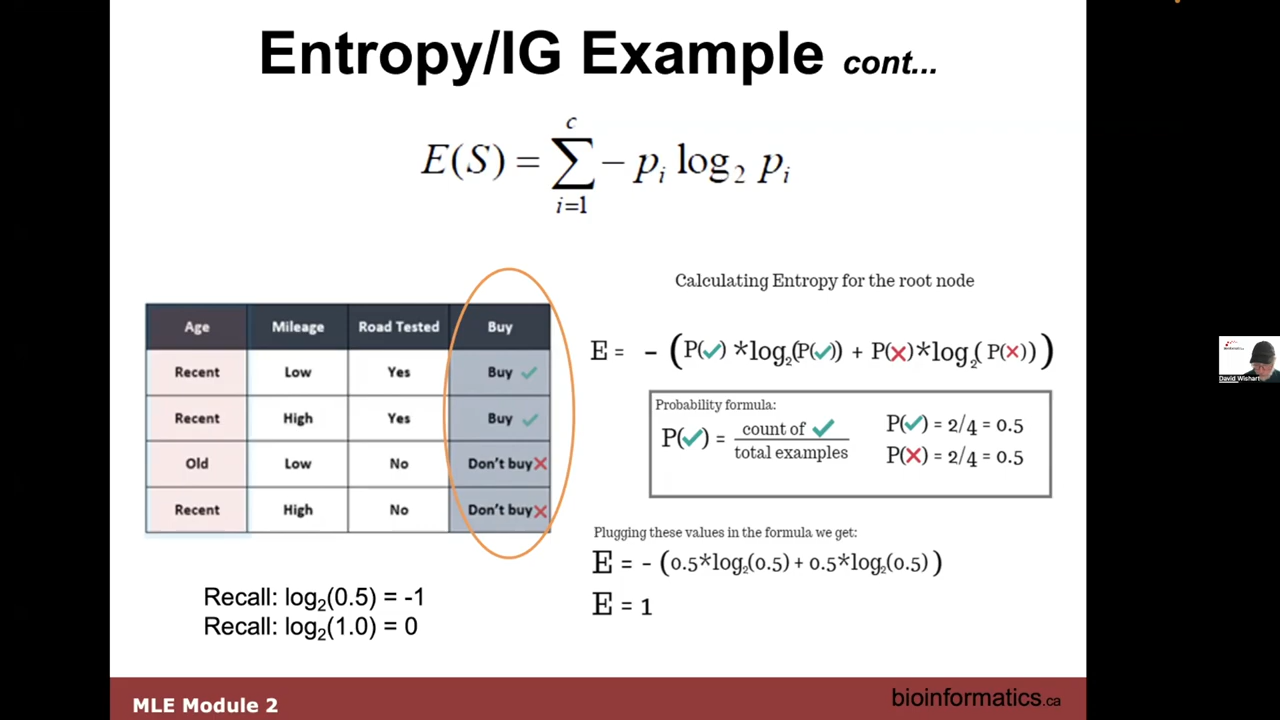 Entropy/IG Example cont...
E(S) = ∑ᵢ₌₁ᶜ − pᵢ log₂ pᵢ
Age Mileage Road Tested Buy
Recent Low Yes Buy ✓
Recent High Yes Buy ✓
Old Low No Don't buy ✗
Recent High No Don't buy ✗
Recall: log₂(0.5) = -1
Recall: log₂(1.0) = 0
Calculating Entropy for the root node
E = - (P(✓) *log₂(P(✓)) + P(✗)*log₂( P(✗)) )
Probability formula:
P(✓) = count of ✓ / total examples
P(✓) = 2/4 = 0.5
P(✗) = 2/4 = 0.5
Plugging these values in the formula we get:
E = - (0.5*log₂(0.5) + 0.5*log₂(0.5) )
E = 1
MLE Module 2
bioinformatics.ca
David Wishart